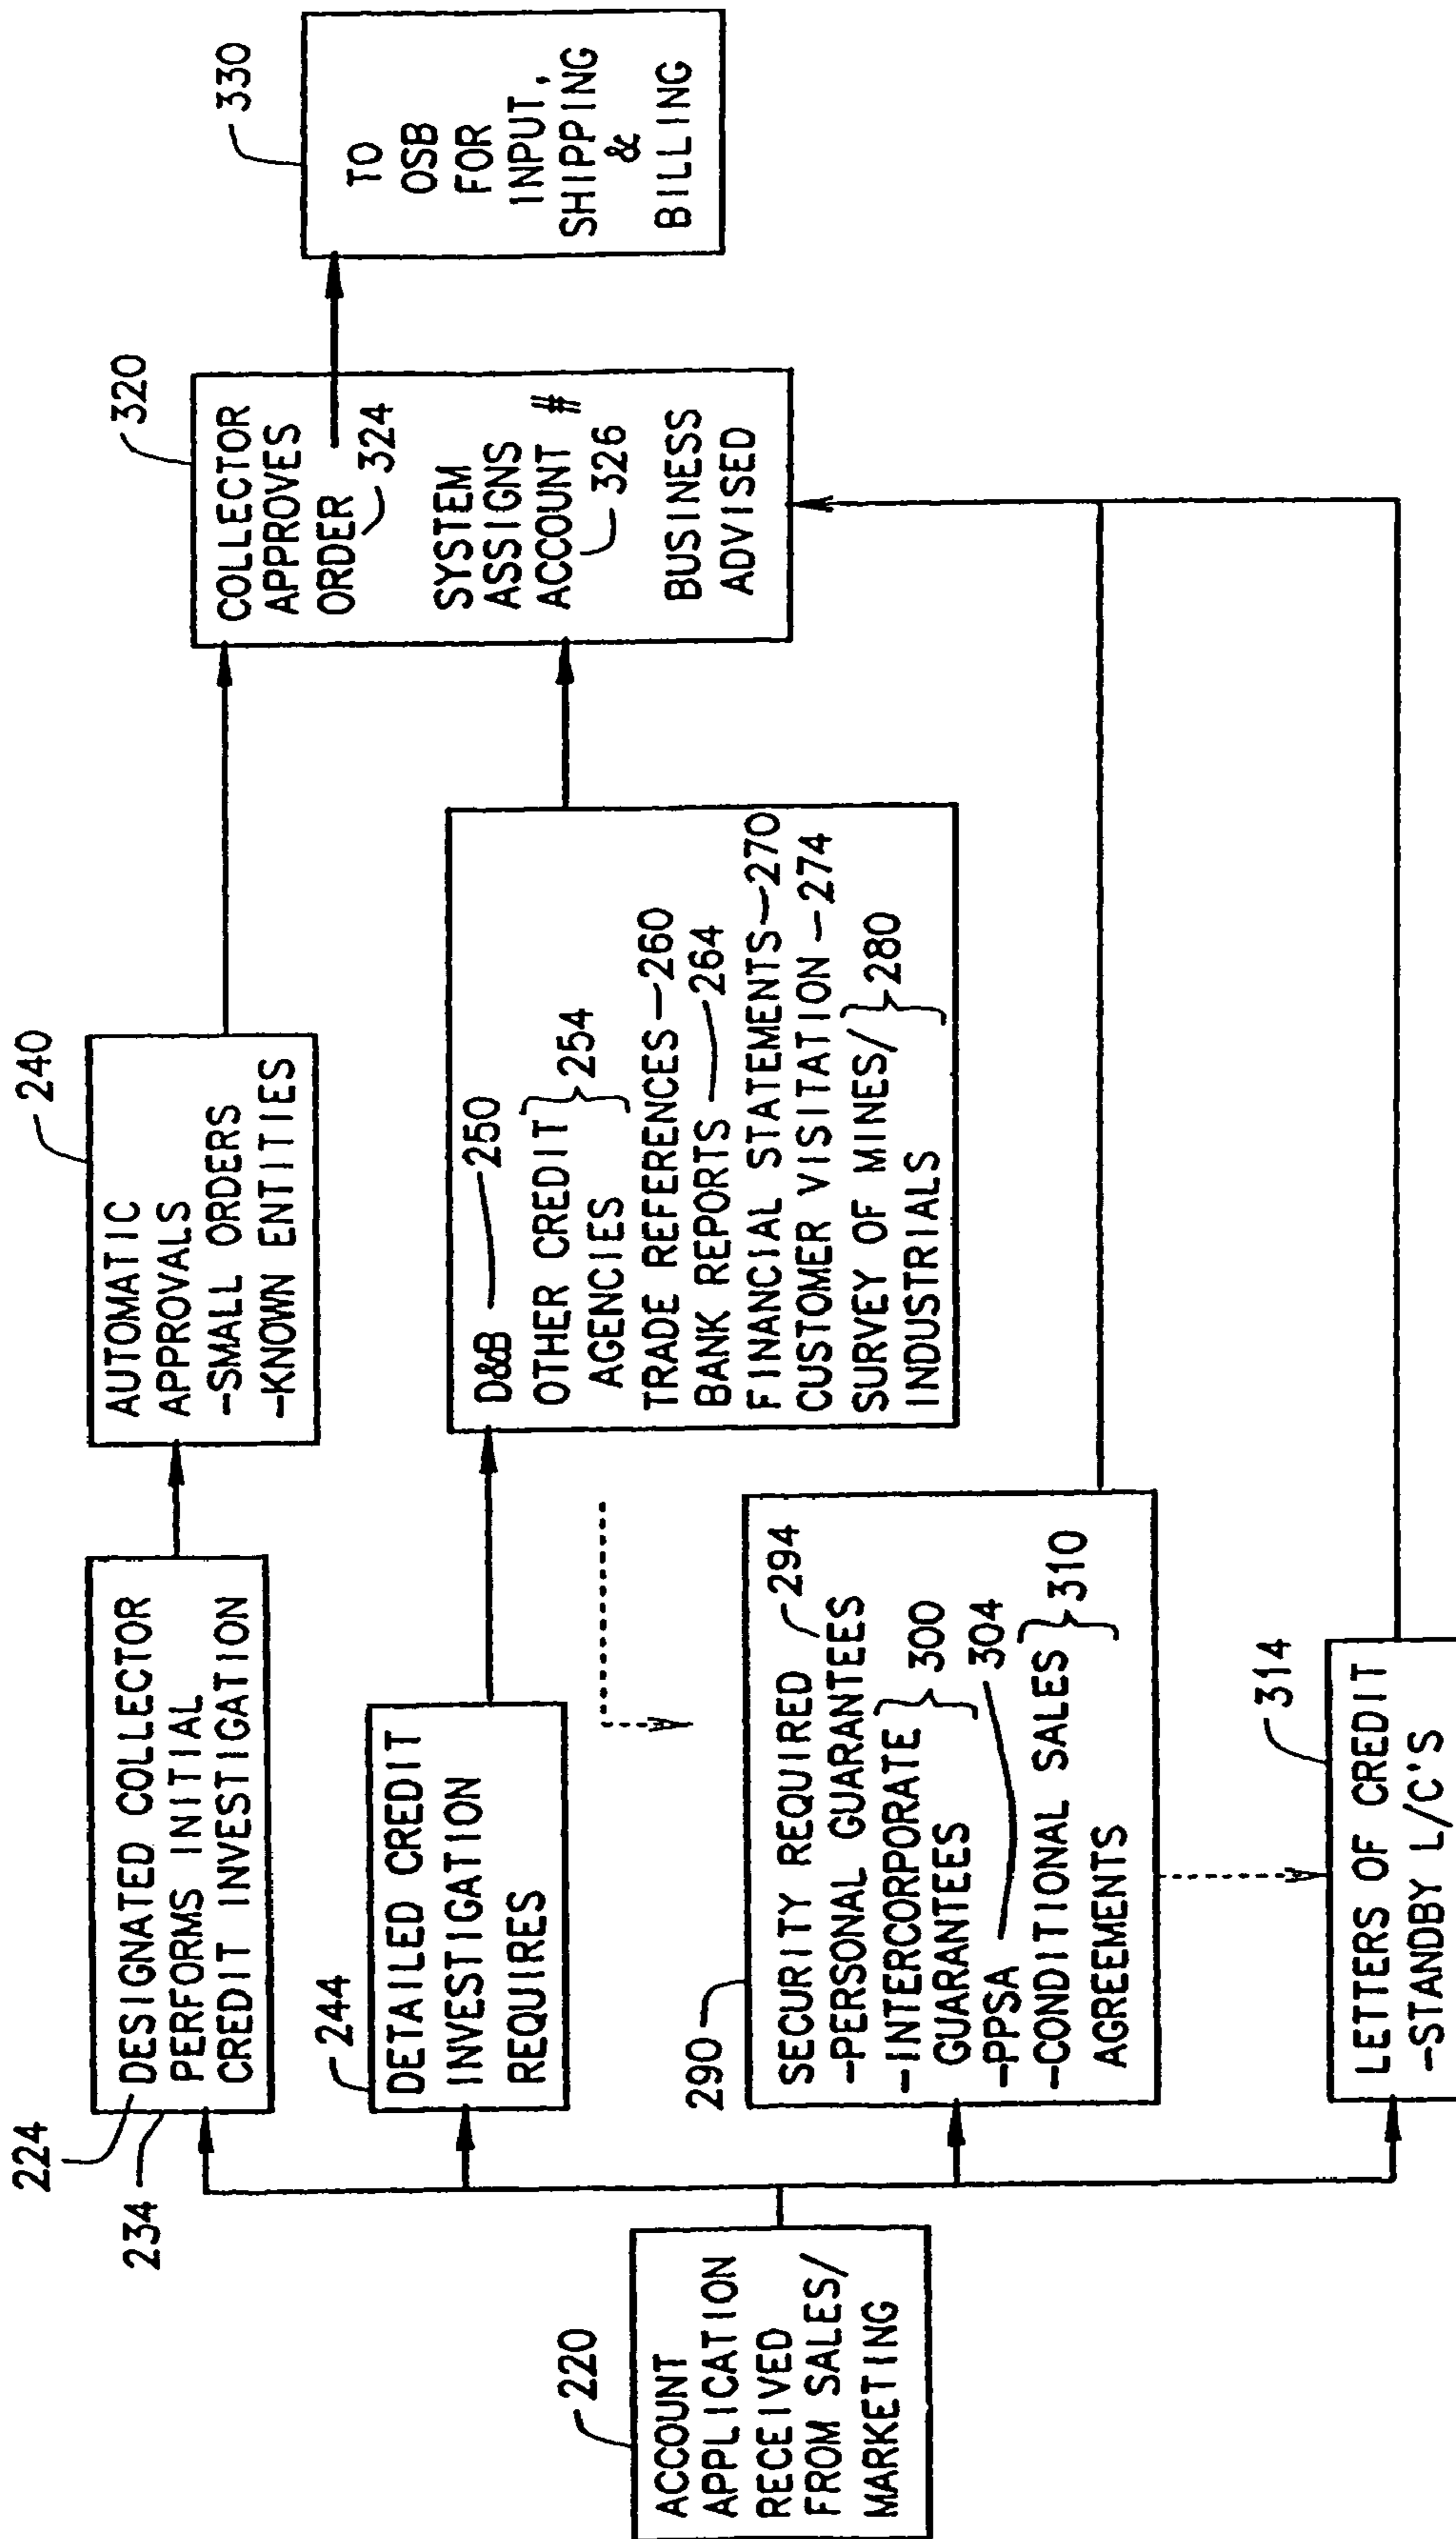 220
ACCOUNT
APPLICATION
RECEIVED
FROM SALES/
MARKETING
224
234
DESIGNATED COLLECTOR
PERFORMS INITIAL
CREDIT INVESTIGATION
240
AUTOMATIC
APPROVALS
-SMALL ORDERS
-KNOWN ENTITIES
244
DETAILED CREDIT
INVESTIGATION
REQUIRES
D&B 250
OTHER CREDIT
AGENCIES } 254
TRADE REFERENCES-260
BANK REPORTS 264
FINANCIAL STATEMENTS-270
CUSTOMER VISITATION-274
SURVEY OF MINES/
INDUSTRIALS } 280
290
SECURITY REQUIRED
-PERSONAL GUARANTEES 294
-INTERCORPORATE
GUARANTEES } 300
-PPSA 304
-CONDITIONAL SALES
AGREEMENTS } 310
314
LETTERS OF CREDIT
-STANDBY L/C'S
320
COLLECTOR
APPROVES
ORDER 324
SYSTEM
ASSIGNS
ACCOUNT # 326
BUSINESS
ADVISED
330
TO
OSB
FOR
INPUT,
SHIPPING
&
BILLING